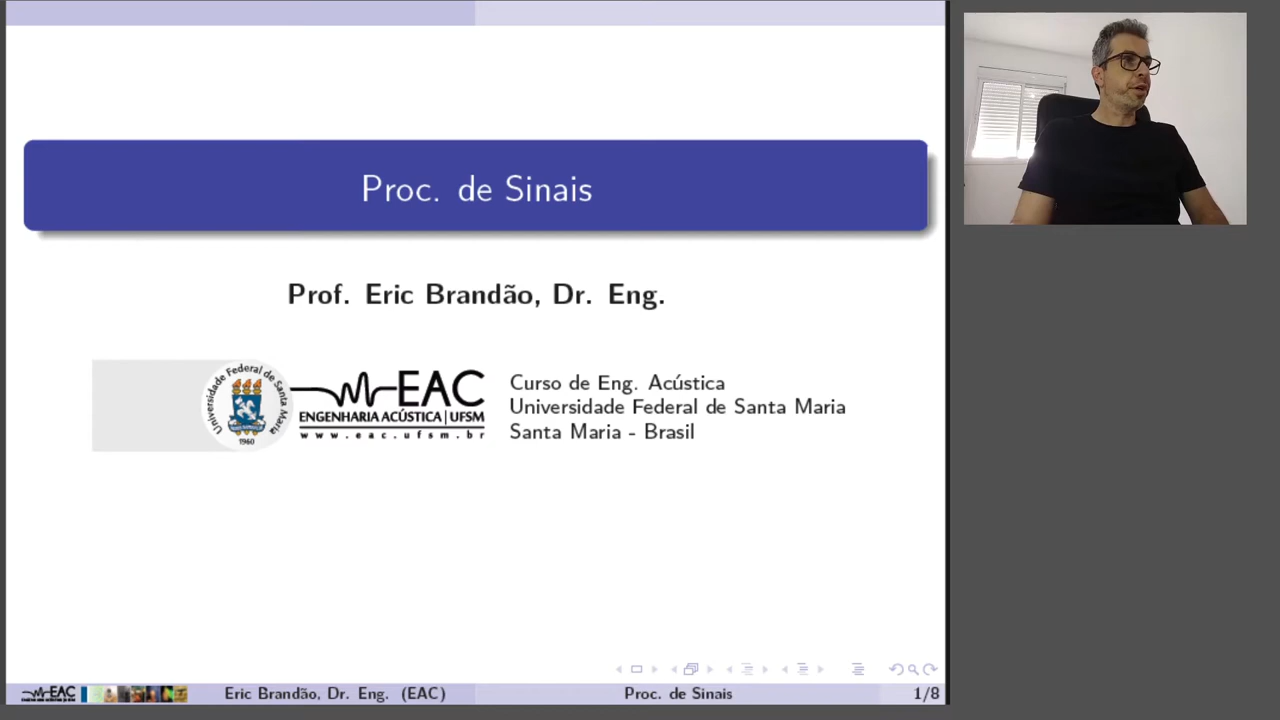 Proc. de Sinais
Prof. Eric Brandão, Dr. Eng.
Universidade Federal de Santa Maria
1960
EAC
ENGENHARIA ACÚSTICA | UFSM
www.eac.ufsm.br
Curso de Eng. Acústica
Universidade Federal de Santa Maria
Santa Maria - Brasil
EAC
Eric Brandão, Dr. Eng. (EAC)
Proc. de Sinais
1/8